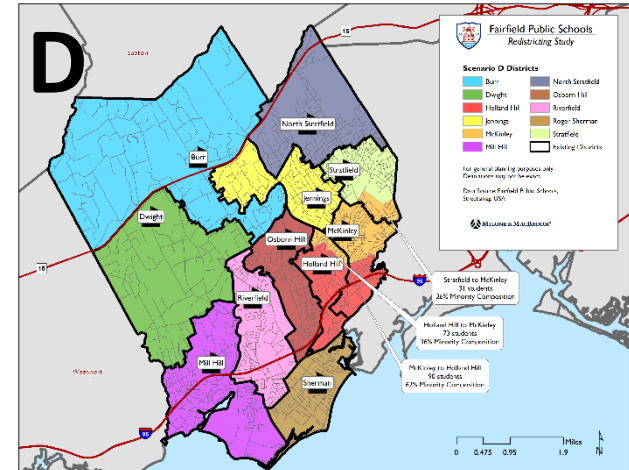 D
Easton
15
Fairfield Public Schools
Redistricting Study
Scenario D Districts
Burr
Dwight
Holland Hill
Jennings
McKinley
Mill Hill
North Stratfield
Osborn Hill
Riverfield
Roger Sherman
Stratfield
Existing Districts
For general planning purposes only
Delineations may not be exact.
Data Source: Fairfield Public Schools,
Streetmap USA
MILONE & MACBROOM
North Stratfield
Burr
Stratfield
Jennings
Dwight
McKinley
Osborn Hill
Holland Hill
15
Riverfield
Mill Hill
Sherman
Westport
95
95
Stratfield to McKinley
31 students
26% Minority Composition
Holland Hill to McKinley
73 students
36% Minority Composition
McKinley to Holland Hill
90 students
62% Minority Composition
Miles
0 0.475 0.95 1.9
N